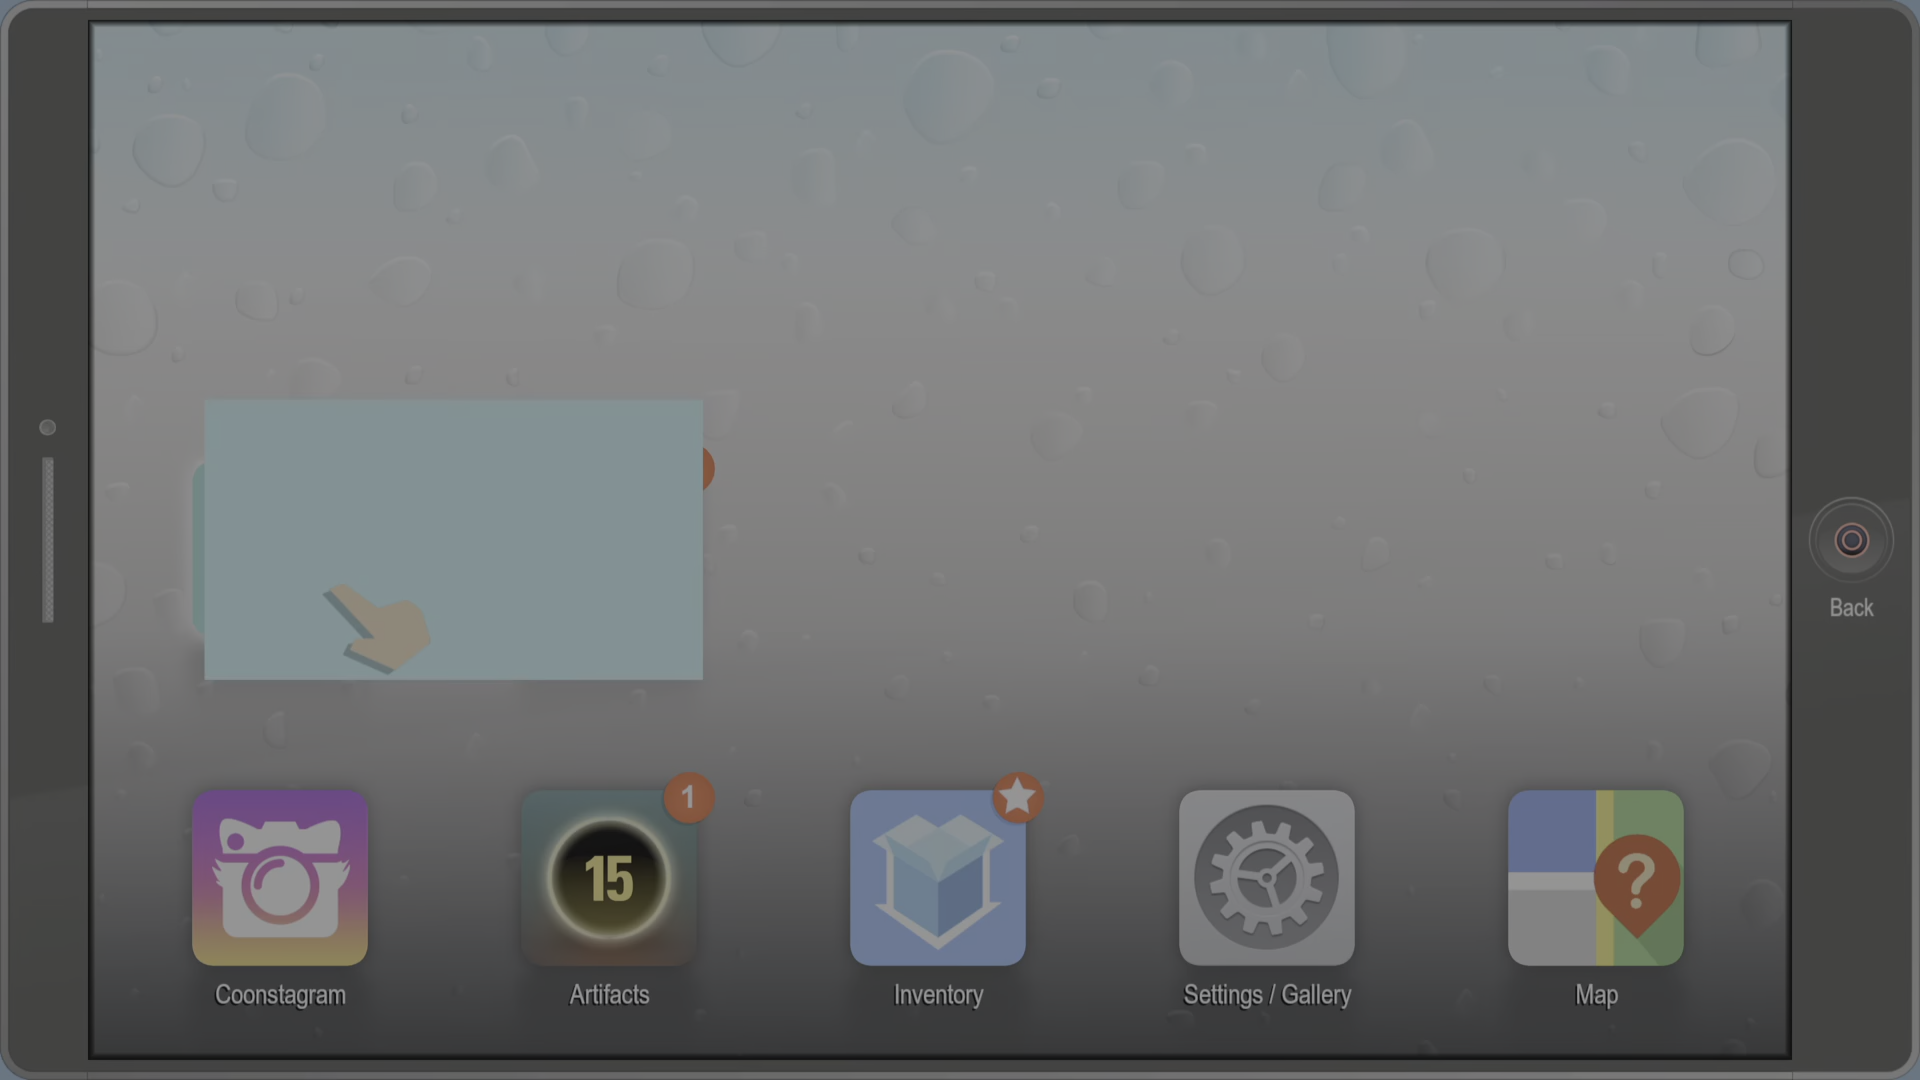 Back
1
15
Coonstagram
Artifacts
Inventory
Settings / Gallery
?
Map